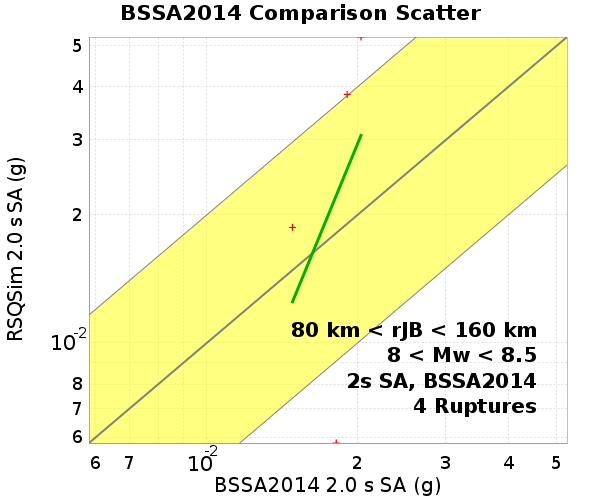 BSSA2014 Comparison Scatter
RSQSim 2.0 s SA (g)
5
4
3
2
10-2
8
7
6
80 km < rJB < 160 km
8 < Mw < 8.5
2s SA, BSSA2014
4 Ruptures
6 7 10-2 2 3 4 5
BSSA2014 2.0 s SA (g)